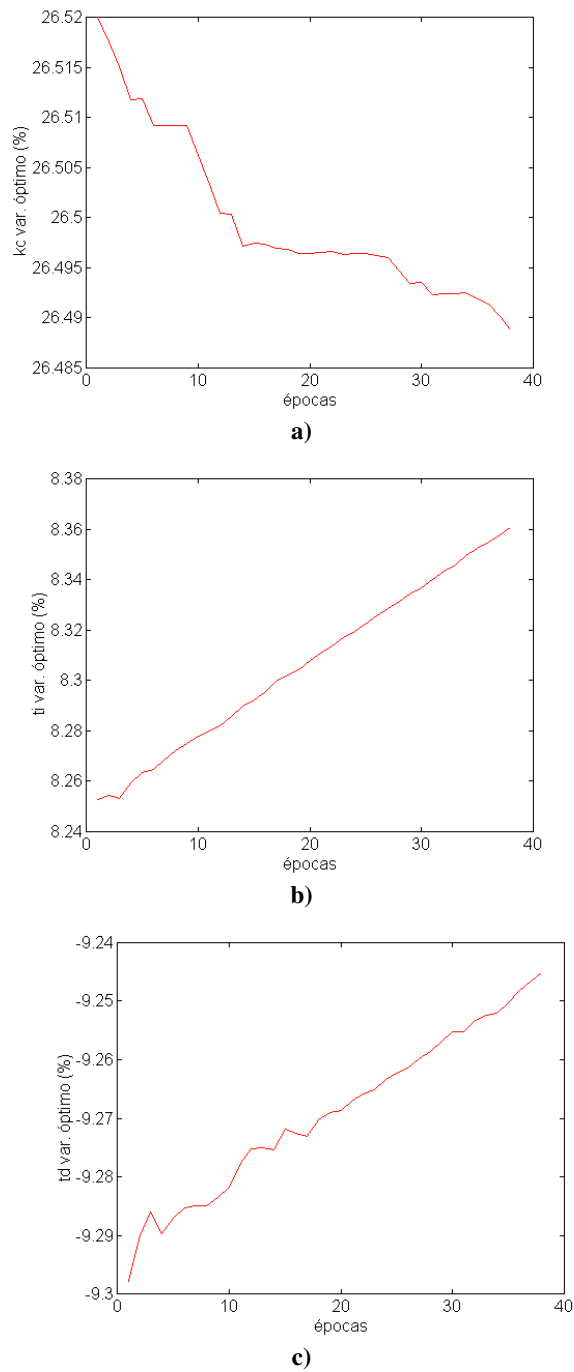 26.52
26.515
26.51
26.505
26.5
26.495
26.49
26.485
kc var. óptimo (%)
0 10 20 30 40
épocas
a)
8.38
8.36
8.34
8.32
8.3
8.28
8.26
8.24
ti var. óptimo (%)
0 10 20 30 40
épocas
b)
-9.24
-9.25
-9.26
-9.27
-9.28
-9.29
-9.3
td var. óptimo (%)
0 10 20 30 40
épocas
c)